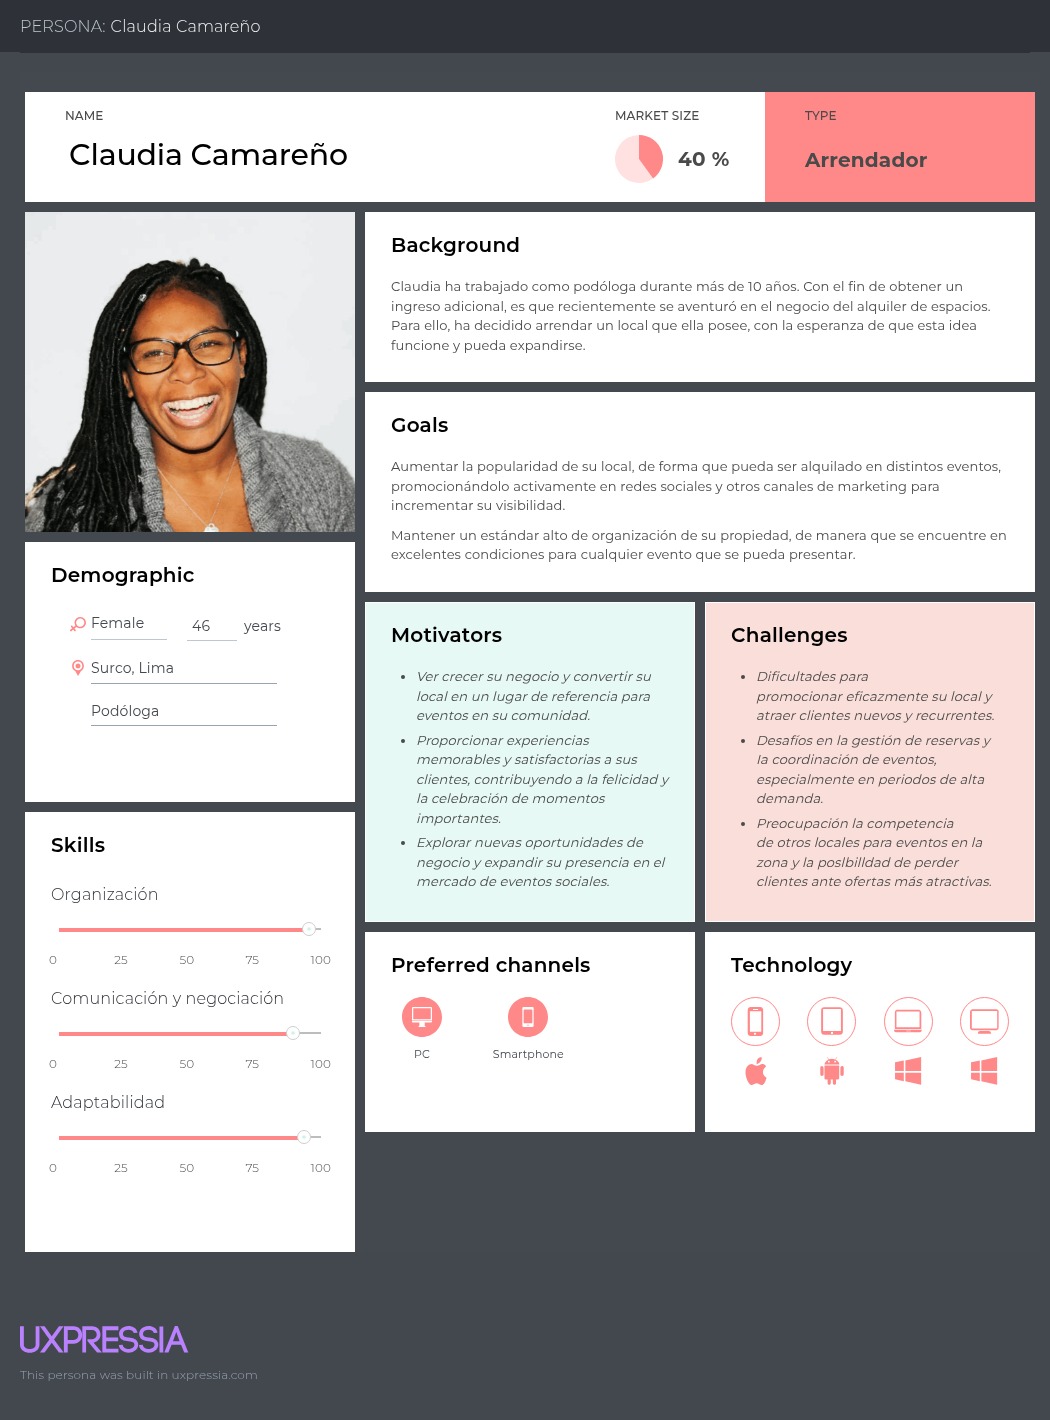 PERSONA: Claudia Camareño
NAME
Claudia Camareño
MARKET SIZE
40 %
TYPE
Arrendador
Background
Claudia ha trabajado como podóloga durante más de 10 años. Con el fin de obtener un
ingreso adicional, es que recientemente se aventuró en el negocio del alquiler de espacios.
Para ello, ha decidido arrendar un local que ella posee, con la esperanza de que esta idea
funcione y pueda expandirse.
Goals
Aumentar la popularidad de su local, de forma que pueda ser alquilado en distintos eventos,
promocionándolo activamente en redes sociales y otros canales de marketing para
incrementar su visibilidad.
Mantener un estándar alto de organización de su propiedad, de manera que se encuentre en
excelentes condiciones para cualquier evento que se pueda presentar.
Demographic
Female
46 years
Surco, Lima
Podóloga
Skills
Organización
0 25 50 75 100
Comunicación y negociación
0 25 50 75 100
Adaptabilidad
0 25 50 75 100
Motivators
• Ver crecer su negocio y convertir su
local en un lugar de referencia para
eventos en su comunidad.
• Proporcionar experiencias
memorables y satisfactorias a sus
clientes, contribuyendo a la felicidad y
la celebración de momentos
importantes.
• Explorar nuevas oportunidades de
negocio y expandir su presencia en el
mercado de eventos sociales.
Challenges
• Dificultades para
promocionar eficazmente su local y
atraer clientes nuevos y recurrentes.
• Desafíos en la gestión de reservas y
la coordinación de eventos,
especialmente en periodos de alta
demanda.
• Preocupación la competencia
de otros locales para eventos en la
zona y la poslbilldad de perder
clientes ante ofertas más atractivas.
Preferred channels
PC
Smartphone
Technology
UXPRESSIA
This persona was built in uxpressia.com